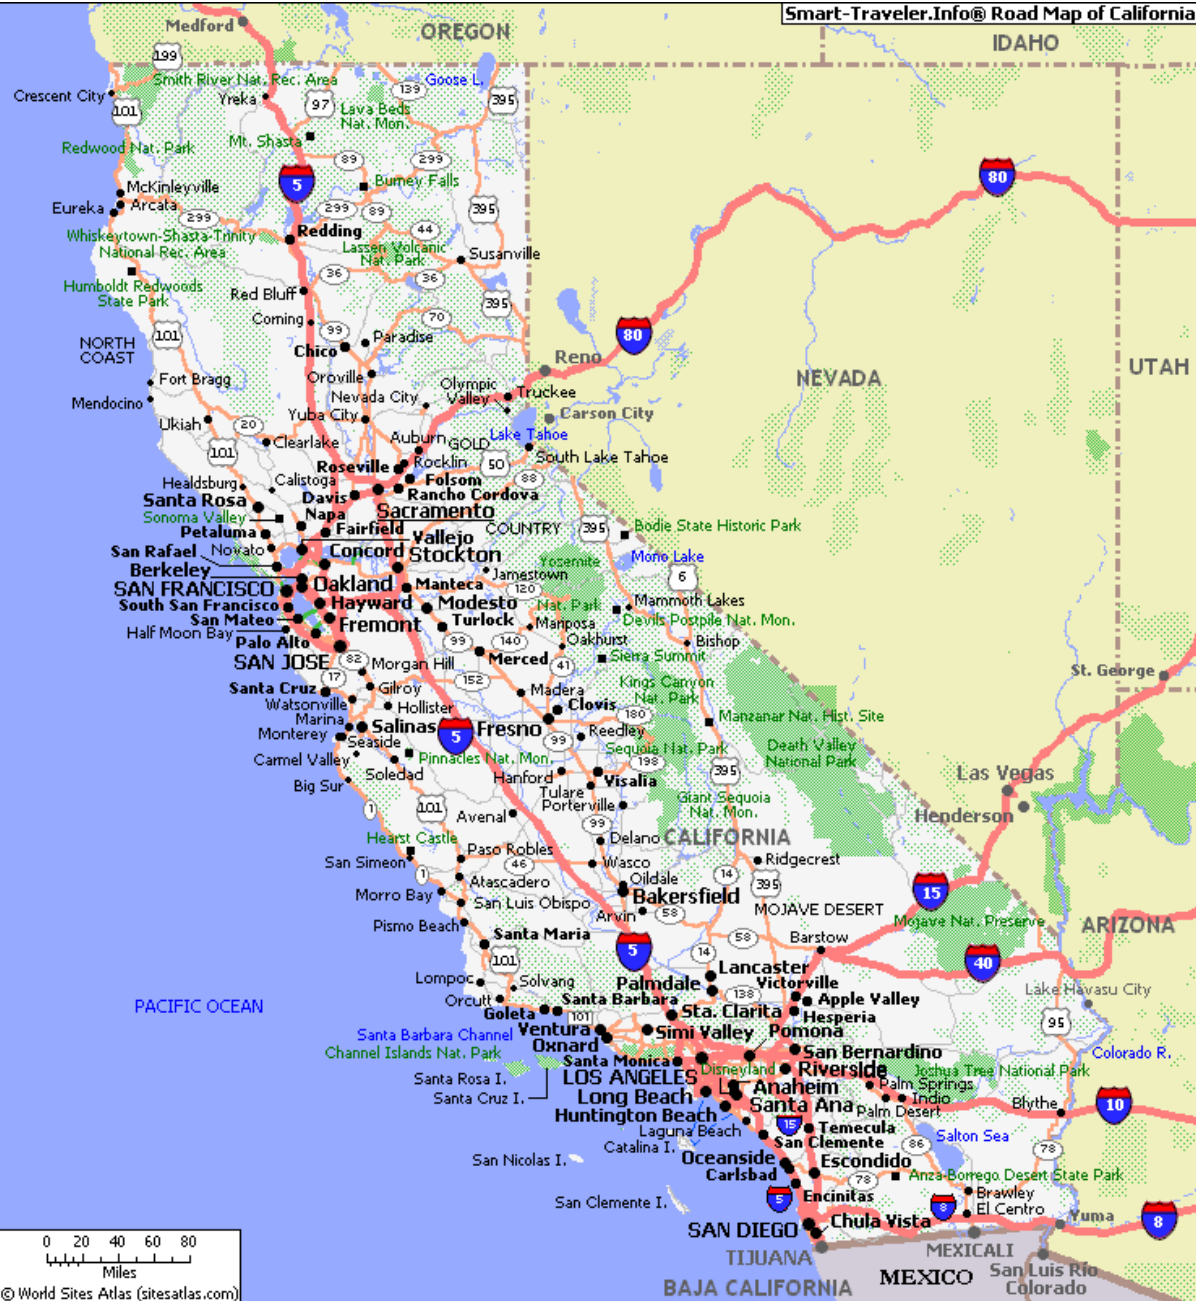 Smart-Traveler.Info® Road Map of California
Medford
OREGON
IDAHO
199
Smith River Nat. Rec. Area
Goose L.
139
395
Crescent City
101
Yreka
97
Lava Beds
Nat. Mon.
Redwood Nat. Park
Mt. Shasta
89
299
80
5
Burney Falls
McKinleyville
Eureka
Arcata
299
299
89
395
Redding
44
Whiskeytown-Shasta-Trinity
National Rec. Area
Lassen Volcanic
Nat. Park
Susanville
36
36
Humboldt Redwoods
State Park
Red Bluff
395
Corning
99
70
80
NORTH
COAST
101
Paradise
Chico
Reno
UTAH
NEVADA
Fort Bragg
Oroville
Olympic
Valley
Truckee
Mendocino
Nevada City
Carson City
Ukiah
20
Yuba City
Clearlake
Auburn
GOLD
Lake Tahoe
101
Roseville
Rocklin
50
South Lake Tahoe
Healdsburg
Calistoga
Folsom
88
Santa Rosa
Davis
Rancho Cordova
Sonoma Valley
Napa
Sacramento
Petaluma
Fairfield
COUNTRY
395
Bodie State Historic Park
Novato
Vallejo
San Rafael
Concord
Stockton
Mono Lake
Berkeley
Yosemite
Nat. Park
Jamestown
6
SAN FRANCISCO
Oakland
Manteca
120
South San Francisco
Hayward
Modesto
Mammoth Lakes
San Mateo
Fremont
Turlock
Mariposa
Devils Postpile Nat. Mon.
Half Moon Bay
Palo Alto
99
140
Oakhurst
Bishop
SAN JOSE
82
Morgan Hill
Merced
41
Sierra Summit
St. George
17
152
Kings Canyon
Nat. Park
Santa Cruz
Gilroy
Madera
Watsonville
Hollister
Clovis
180
Manzanar Nat. Hist. Site
Marina
Salinas
5
Fresno
Reedley
Monterey
Seaside
99
Sequoia Nat. Park
Death Valley
National Park
Carmel Valley
Pinnacles Nat. Mon.
198
Soledad
Hanford
Visalia
395
Las Vegas
Big Sur
Tulare
Giant Sequoia
Nat. Mon.
Porterville
1
101
Henderson
Avenal
99
Hearst Castle
Delano
CALIFORNIA
Paso Robles
San Simeon
46
Wasco
Ridgecrest
1
Atascadero
Oildale
14
395
15
Morro Bay
San Luis Obispo
Bakersfield
Pismo Beach
Arvin
58
MOJAVE DESERT
Mojave Nat. Preserve
ARIZONA
Santa Maria
58
Barstow
101
5
14
40
Lompoc
Solvang
Lancaster
Palmdale
Victorville
Lake Havasu City
Orcutt
Santa Barbara
138
Apple Valley
PACIFIC OCEAN
Goleta
101
Sta. Clarita
Hesperia
95
Santa Barbara Channel
Ventura
Simi Valley
Pomona
Channel Islands Nat. Park
Oxnard
San Bernardino
Colorado R.
Santa Monica
Disneyland
Riverside
Joshua Tree National Park
Santa Rosa I.
LOS ANGELES
Anaheim
Palm Springs
Santa Cruz I.
Long Beach
Santa Ana
Indio
Palm Desert
Blythe
10
Huntington Beach
15
Temecula
Laguna Beach
San Clemente
86
Salton Sea
Catalina I.
78
San Nicolas I.
Oceanside
Escondido
Carlsbad
78
Anza-Borrego Desert State Park
San Clemente I.
5
Encinitas
8
Brawley
El Centro
SAN DIEGO
Chula Vista
Yuma
8
TIJUANA
MEXICALI
San Luis Río
Colorado
MEXICO
BAJA CALIFORNIA
0 20 40 60 80
Miles
© World Sites Atlas (sitesatlas.com)